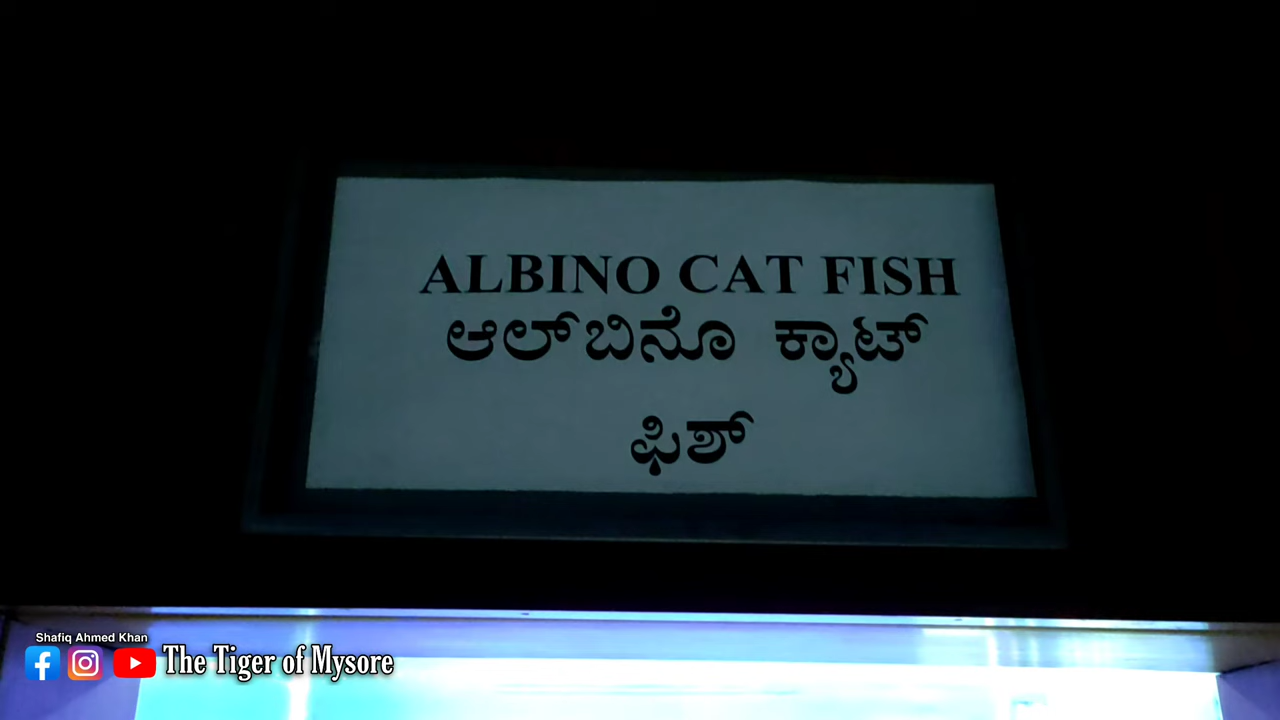 ALBINO CAT FISH
ಆಲ್‌ಬಿನೊ ಕ್ಯಾಟ್
ಫಿಶ್
Shafiq Ahmed Khan
The Tiger of Mysore